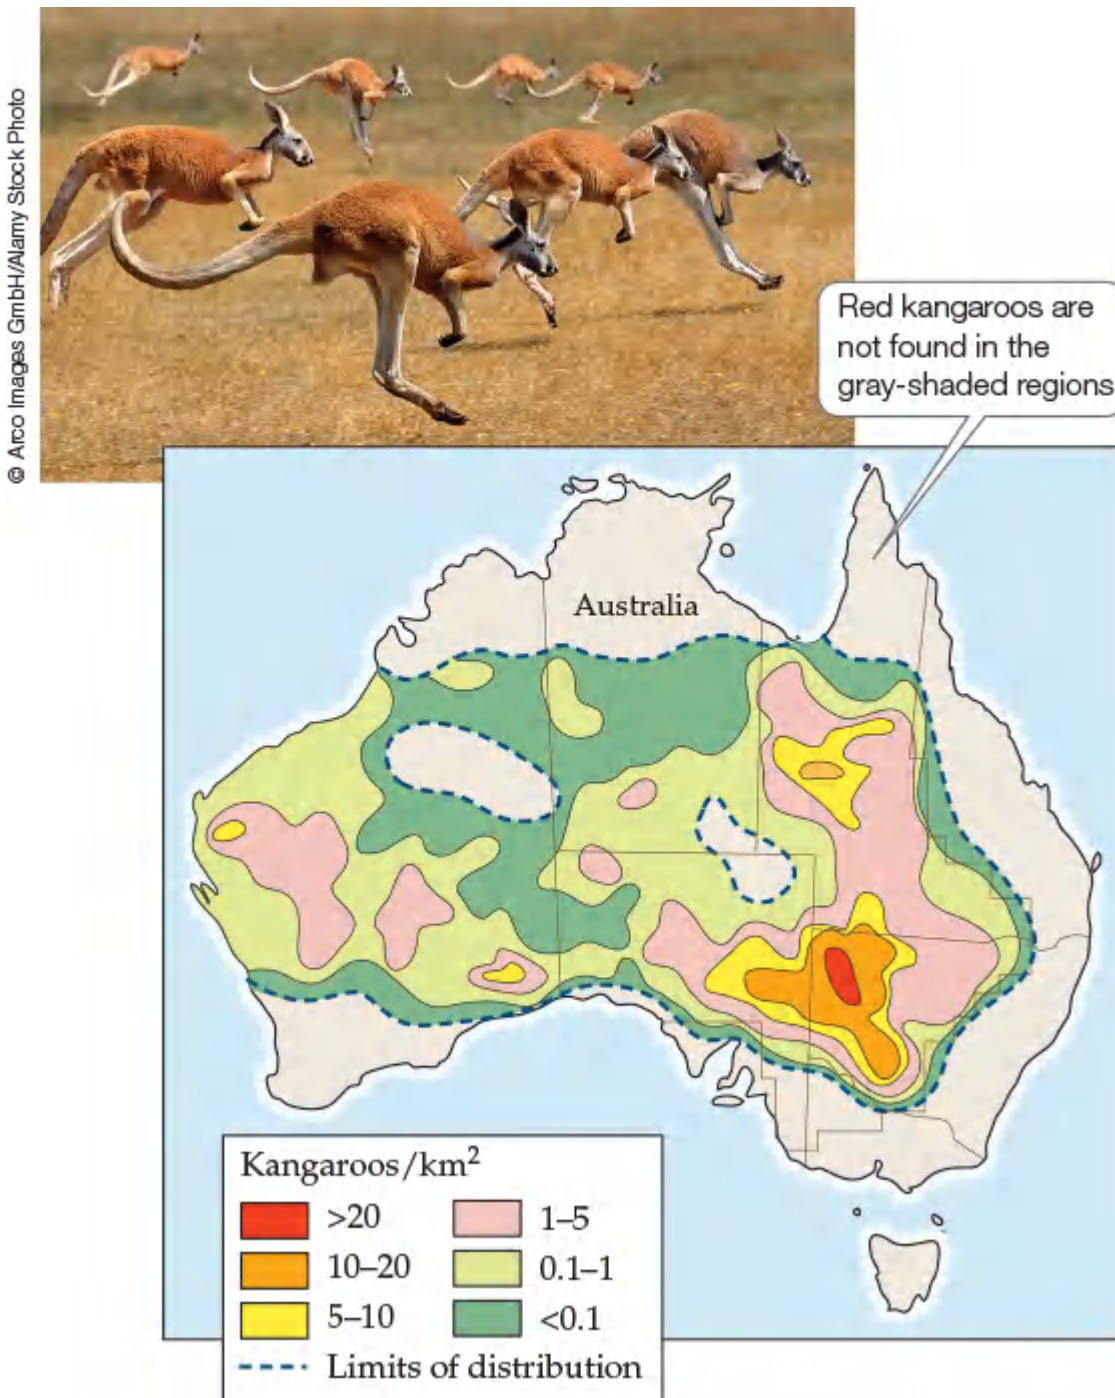 © Arco Images GmbH/Alamy Stock Photo
Red kangaroos are
not found in the
gray-shaded regions
Australia
Kangaroos/km²
>20
10–20
5–10
1–5
0.1–1
<0.1
Limits of distribution